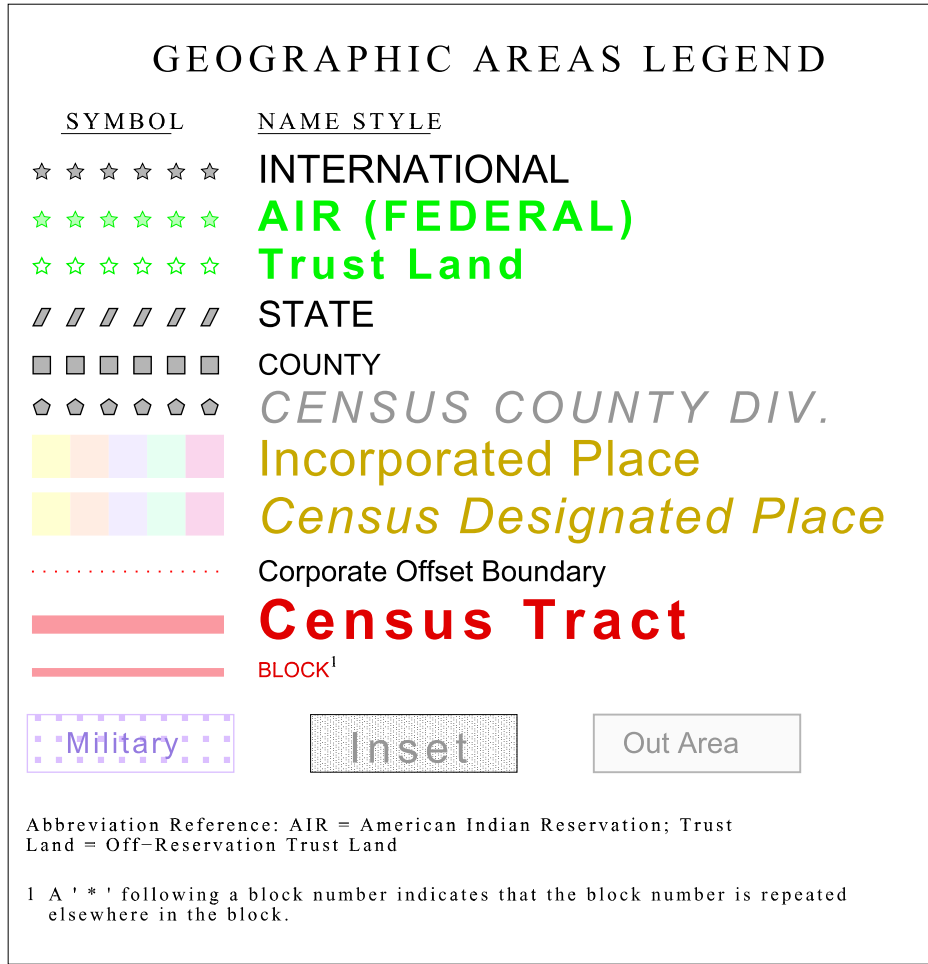 GEOGRAPHIC AREAS LEGEND
SYMBOL NAME STYLE
INTERNATIONAL
AIR (FEDERAL)
Trust Land
STATE
COUNTY
CENSUS COUNTY DIV.
Incorporated Place
Census Designated Place
Corporate Offset Boundary
Census Tract
BLOCK¹
Military Inset Out Area
Abbreviation Reference: AIR = American Indian Reservation; Trust
Land = Off−Reservation Trust Land
1 A ' * ' following a block number indicates that the block number is repeated
elsewhere in the block.